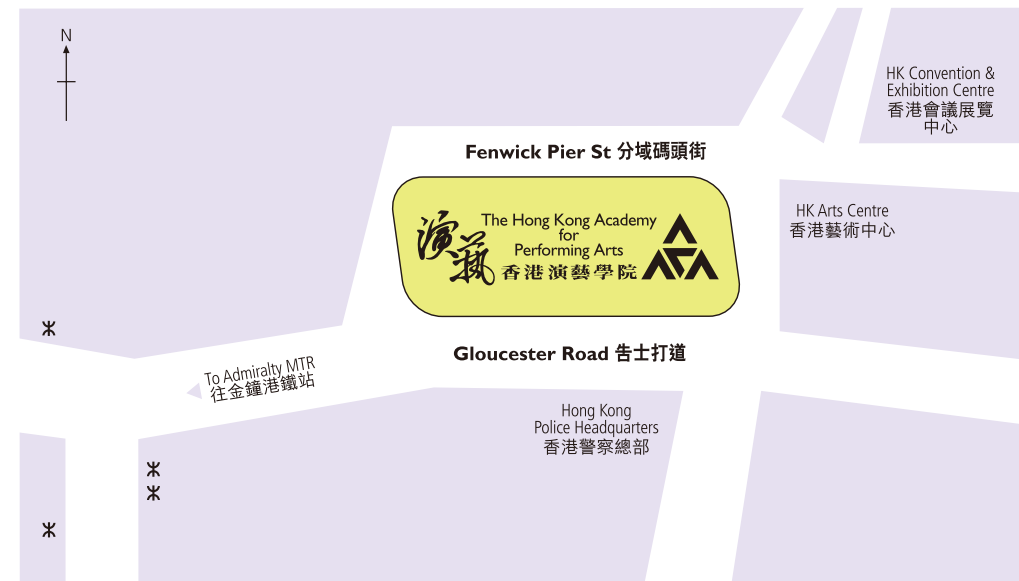 N
HK Convention &
Exhibition Centre
香港會議展覽
中心
Fenwick Pier St 分域碼頭街
演藝
The Hong Kong Academy
for
Performing Arts
香港演藝學院
HK Arts Centre
香港藝術中心
Gloucester Road 告士打道
To Admiralty MTR
往金鐘港鐵站
Hong Kong
Police Headquarters
香港警察總部